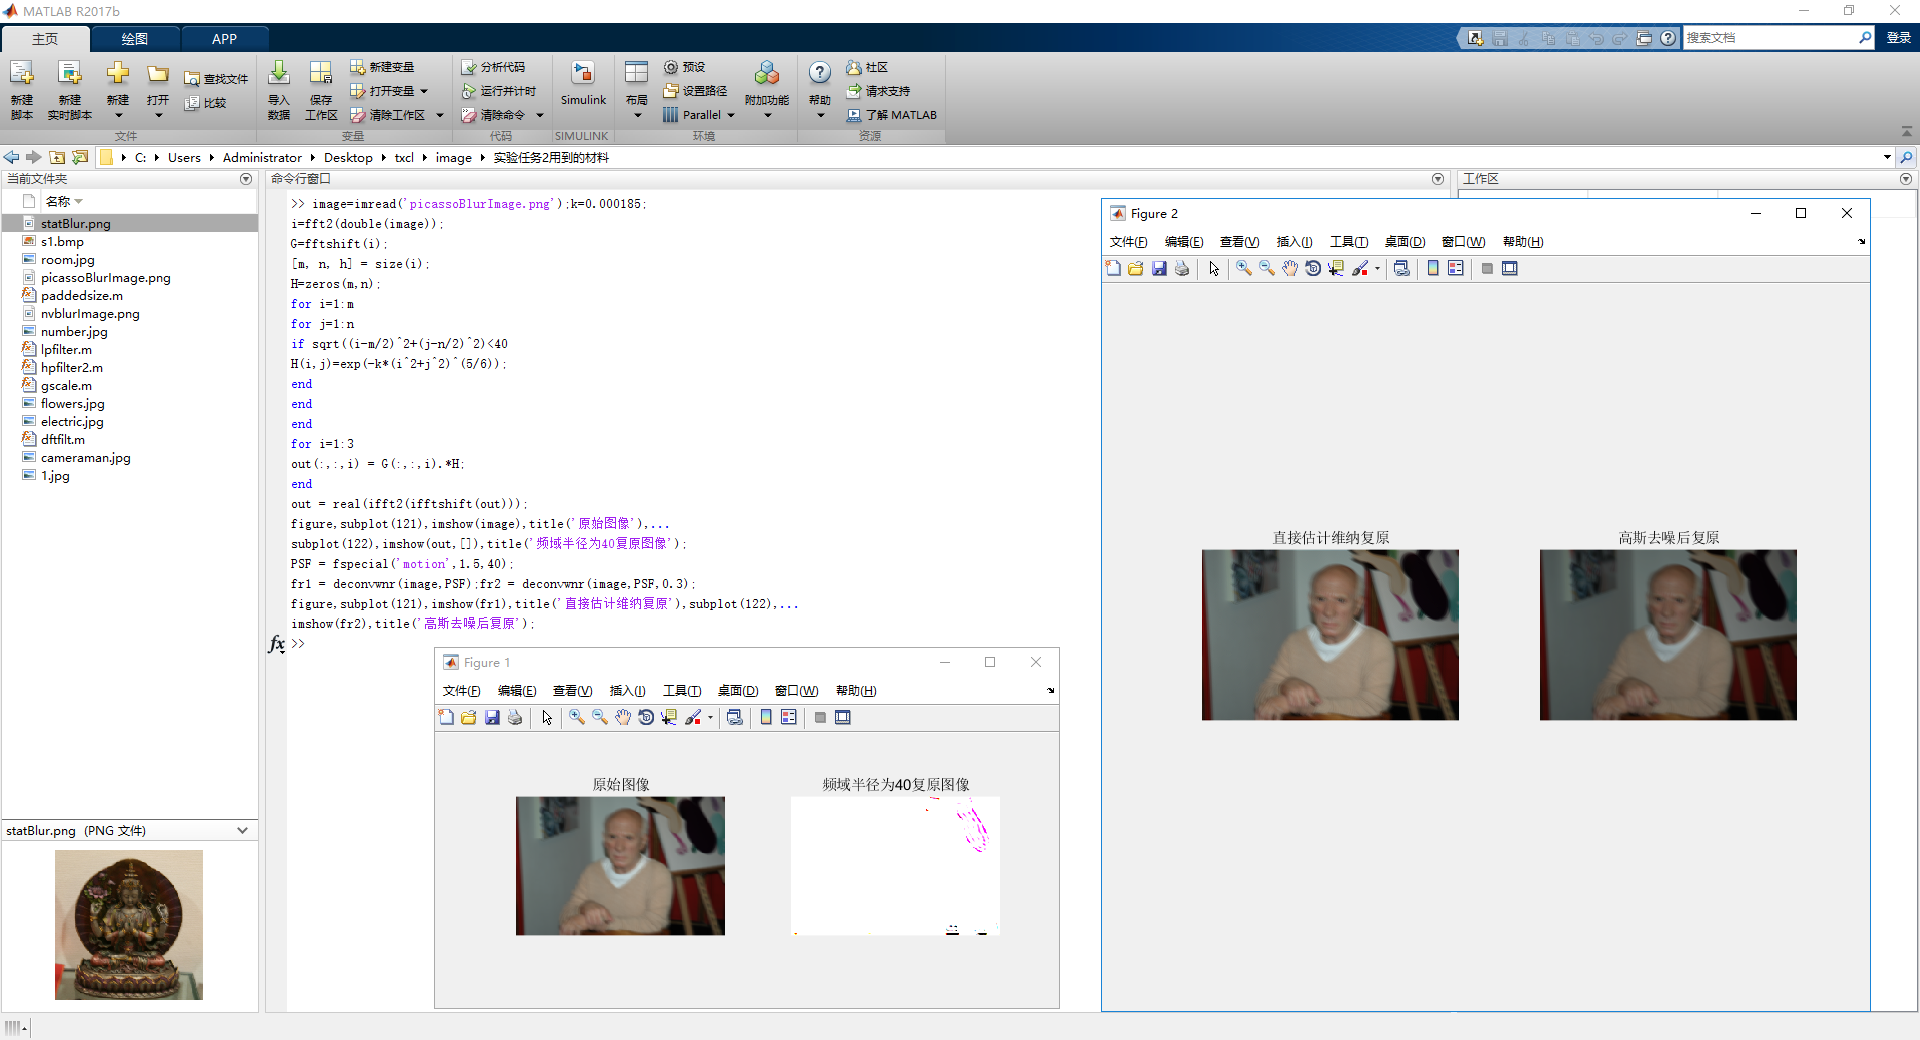 MATLAB R2017b
主页
绘图
APP
搜索文档
登录
新建
脚本
新建
实时脚本
新建
打开
查找文件
比较
文件
导入
数据
保存
工作区
新建变量
打开变量
清除工作区
变量
分析代码
运行并计时
清除命令
代码
Simulink
SIMULINK
布局
预设
设置路径
Parallel
附加功能
环境
帮助
社区
请求支持
了解 MATLAB
资源
C: Users Administrator Desktop txcl image 实验任务2用到的材料
当前文件夹
名称
statBlur.png
s1.bmp
room.jpg
picassoBlurImage.png
paddedsize.m
nvblurImage.png
number.jpg
lpfilter.m
hpfilter2.m
gscale.m
flowers.jpg
electric.jpg
dftfilt.m
cameraman.jpg
1.jpg
statBlur.png (PNG 文件)
命令行窗口
>> image=imread('picassoBlurImage.png');k=0.000185;
i=fft2(double(image));
G=fftshift(i);
[m, n, h] = size(i);
H=zeros(m,n);
for i=1:m
for j=1:n
if sqrt((i-m/2)^2+(j-n/2)^2)<40
H(i,j)=exp(-k*(i^2+j^2)^(5/6));
end
end
end
for i=1:3
out(:,:,i) = G(:,:,i).*H;
end
out = real(ifft2(ifftshift(out)));
figure,subplot(121),imshow(image),title('原始图像'),...
subplot(122),imshow(out,[]),title('频域半径为40复原图像');
PSF = fspecial('motion',1.5,40);
fr1 = deconvwnr(image,PSF);fr2 = deconvwnr(image,PSF,0.3);
figure,subplot(121),imshow(fr1),title('直接估计维纳复原'),subplot(122),...
imshow(fr2),title('高斯去噪后复原');
fx >>
Figure 1
文件(F) 编辑(E) 查看(V) 插入(I) 工具(T) 桌面(D) 窗口(W) 帮助(H)
原始图像
频域半径为40复原图像
工作区
Figure 2
文件(F) 编辑(E) 查看(V) 插入(I) 工具(T) 桌面(D) 窗口(W) 帮助(H)
直接估计维纳复原
高斯去噪后复原